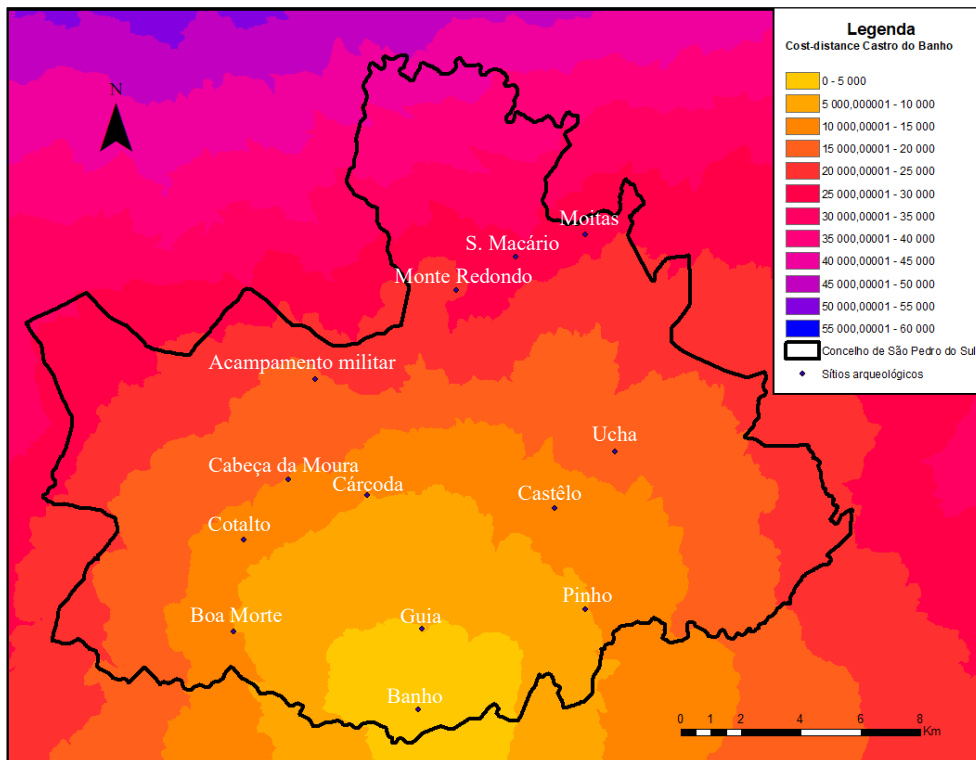 Legenda
Cost-distance Castro do Banho
0 - 5 000
5 000,000001 - 10 000
10 000,00001 - 15 000
15 000,00001 - 20 000
20 000,00001 - 25 000
25 000,00001 - 30 000
30 000,00001 - 35 000
35 000,00001 - 40 000
40 000,00001 - 45 000
45 000,00001 - 50 000
50 000,00001 - 55 000
55 000,00001 - 60 000
Concelho de São Pedro do Sul
Sítios arqueológicos
N
Moitas
S. Macário
Monte Redondo
Acampamento militar
Ucha
Cabeça da Moura
Cárcoda
Castêlo
Cotalto
Pinho
Boa Morte
Guia
Banho
0 1 2 4 6 8
Km